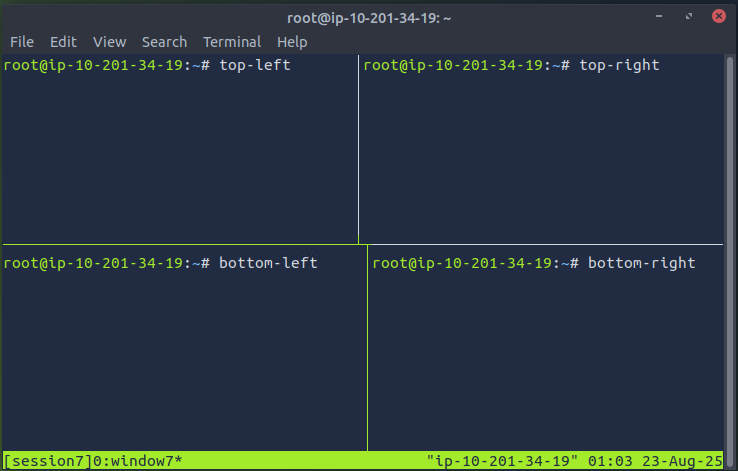 root@ip-10-201-34-19: ~
File Edit View Search Terminal Help
root@ip-10-201-34-19:~# top-left
root@ip-10-201-34-19:~# top-right
root@ip-10-201-34-19:~# bottom-left
root@ip-10-201-34-19:~# bottom-right
[session7]0:window7* "ip-10-201-34-19" 01:03 23-Aug-25